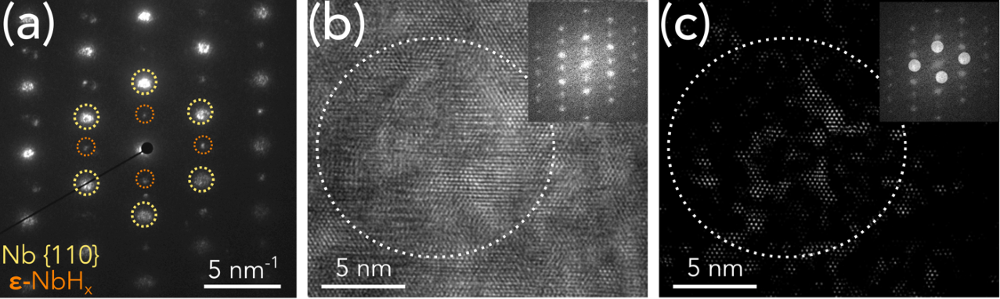 (a)
Nb {110}
ε-NbHx
5 nm-1
(b)
5 nm
(c)
5 nm